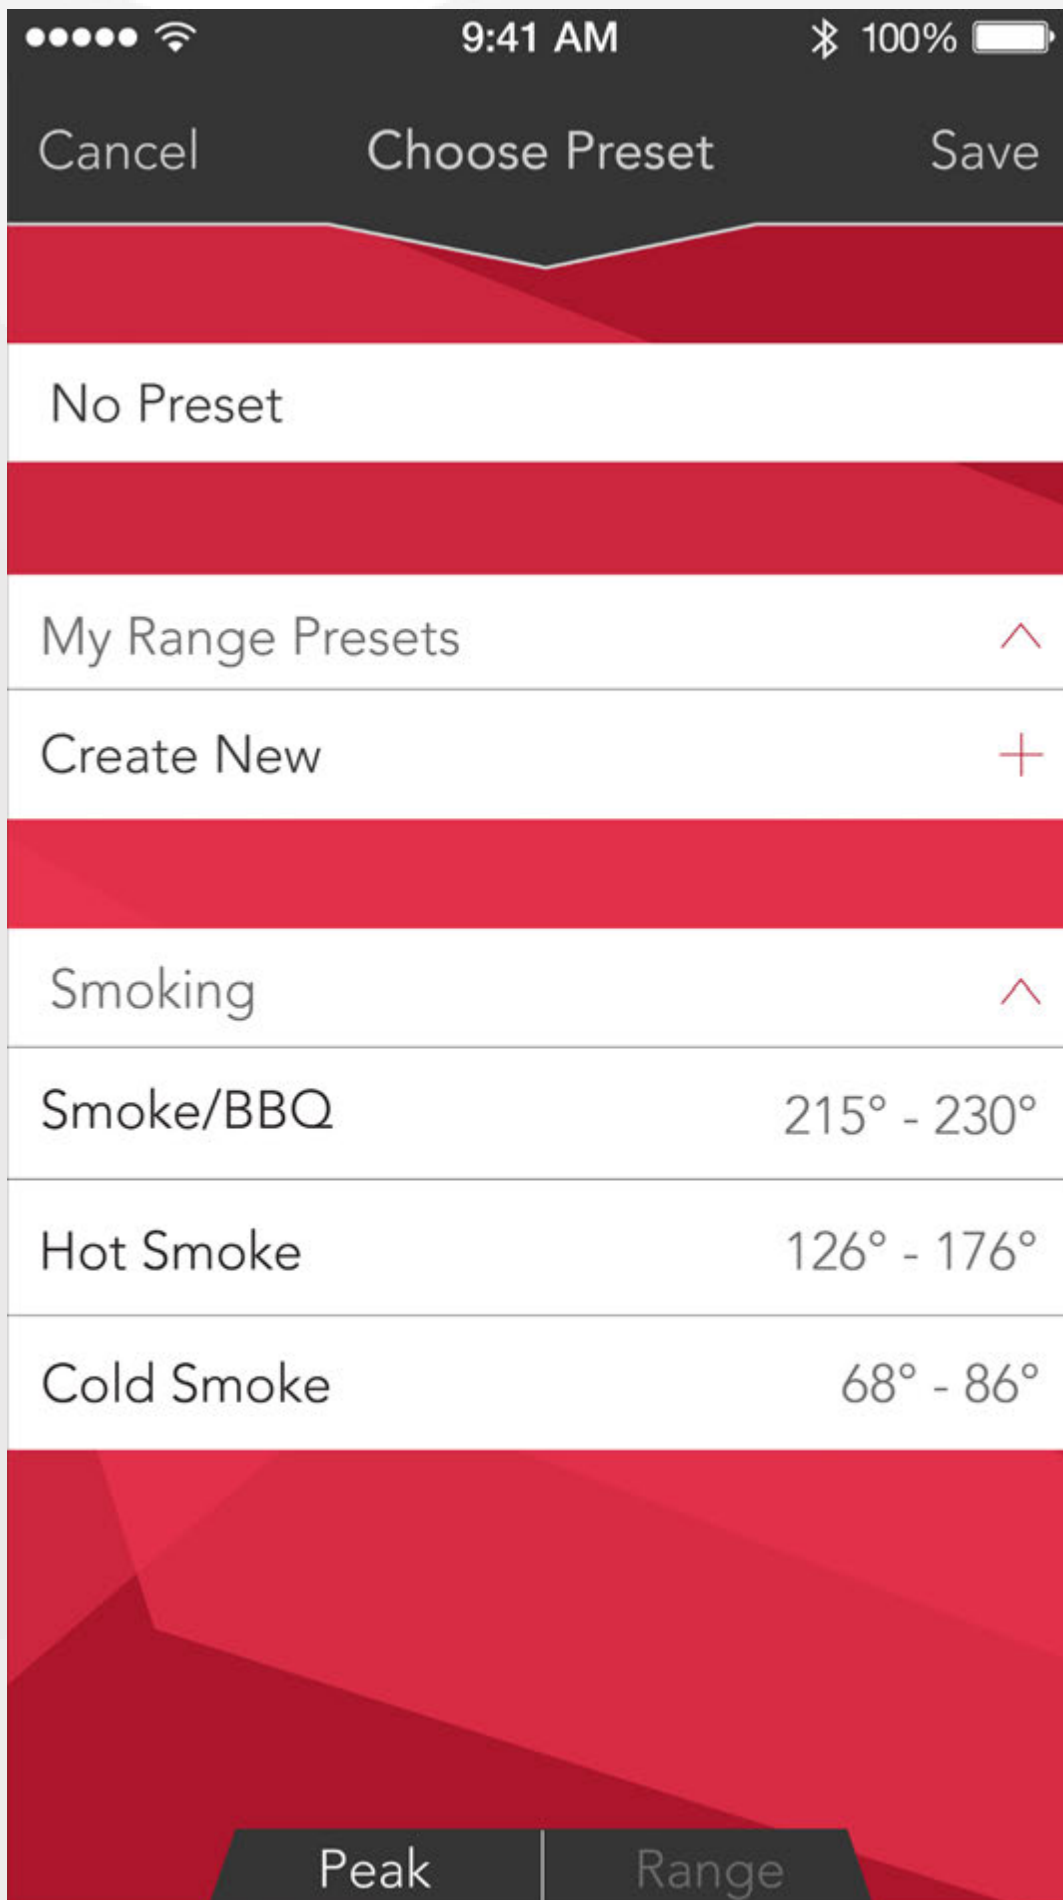 9:41 AM 100%
Cancel Choose Preset Save
No Preset
My Range Presets
Create New
Smoking
Smoke/BBQ 215° - 230°
Hot Smoke 126° - 176°
Cold Smoke 68° - 86°
Peak Range